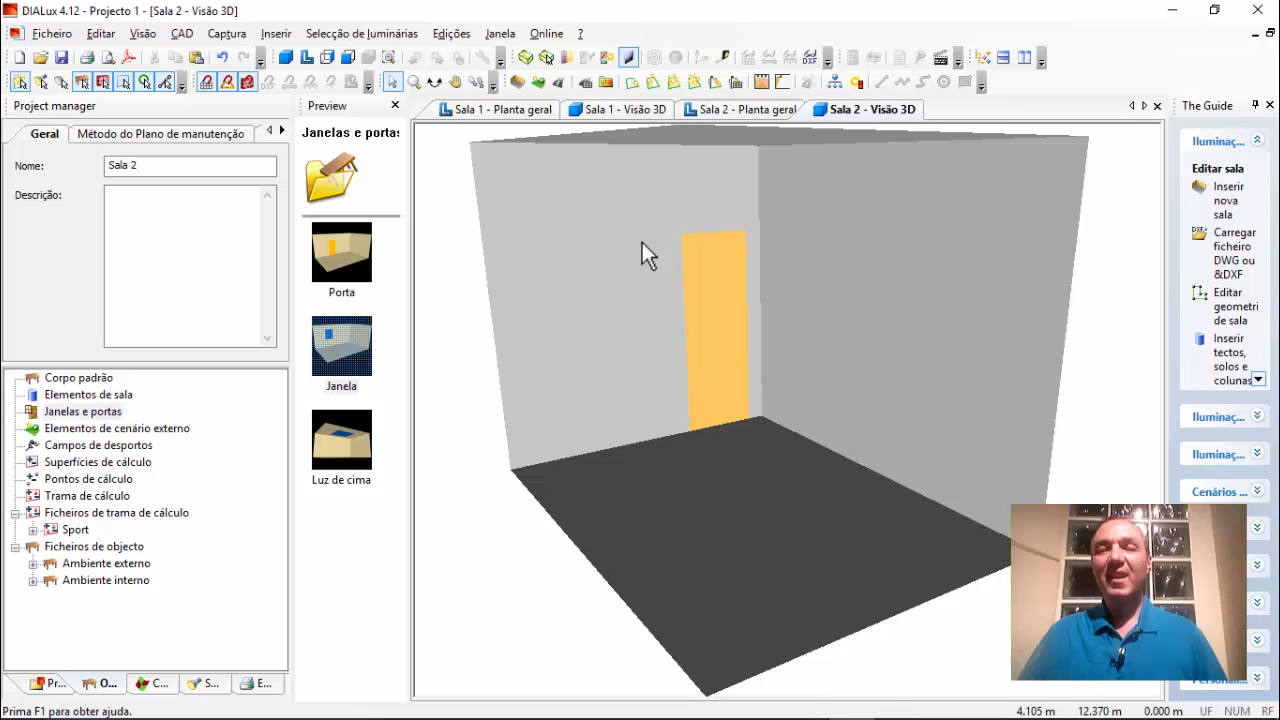 DIALux 4.12 - Projecto 1 - [Sala 2 - Visão 3D]
Ficheiro Editar Visão CAD Captura Inserir Selecção de luminárias Edições Janela Online ?
Project manager
Geral Método do Plano de manutenção
Nome: Sala 2
Descrição:
Corpo padrão
Elementos de sala
Janelas e portas
Elementos de cenário externo
Campos de desportos
Superfícies de cálculo
Pontos de cálculo
Trama de cálculo
Ficheiros de trama de cálculo
Sport
Ficheiros de objecto
Ambiente externo
Ambiente interno
Pr... O... C... S... E...
Preview
Janelas e portas
Porta
Janela
Luz de cima
Sala 1 - Planta geral Sala 1 - Visão 3D Sala 2 - Planta geral Sala 2 - Visão 3D
The Guide
Iluminaç...
Editar sala
Inserir
nova
sala
Carregar
ficheiro
DWG ou
&DXF
Editar
geometri
de sala
Inserir
tectos,
solos e
colunas
Iluminaç...
Iluminaç...
Cenários ...
Prima F1 para obter ajuda. 4.105 m 12.370 m 0.000 m UF NUM RF